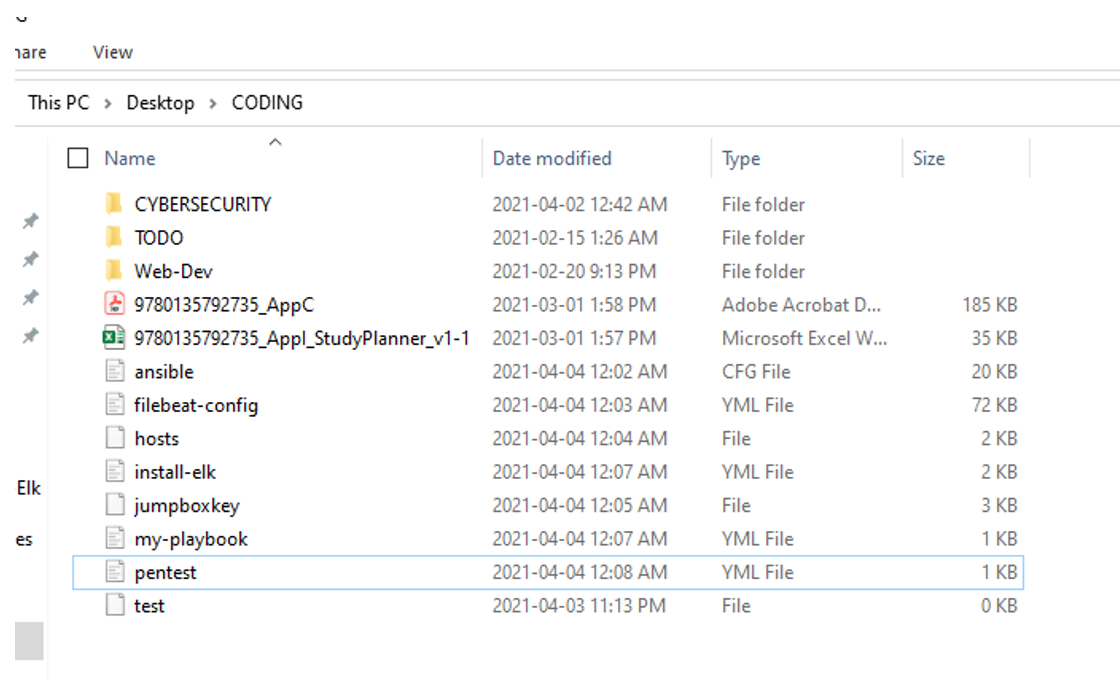 View
This PC > Desktop > CODING
Name Date modified Type Size
CYBERSECURITY 2021-04-02 12:42 AM File folder
TODO 2021-02-15 1:26 AM File folder
Web-Dev 2021-02-20 9:13 PM File folder
9780135792735_AppC 2021-03-01 1:58 PM Adobe Acrobat D... 185 KB
9780135792735_AppI_StudyPlanner_v1-1 2021-03-01 1:57 PM Microsoft Excel W... 35 KB
ansible 2021-04-04 12:02 AM CFG File 20 KB
filebeat-config 2021-04-04 12:03 AM YML File 72 KB
hosts 2021-04-04 12:04 AM File 2 KB
install-elk 2021-04-04 12:07 AM YML File 2 KB
Elk
jumpboxkey 2021-04-04 12:05 AM File 3 KB
es my-playbook 2021-04-04 12:07 AM YML File 1 KB
pentest 2021-04-04 12:08 AM YML File 1 KB
test 2021-04-03 11:13 PM File 0 KB